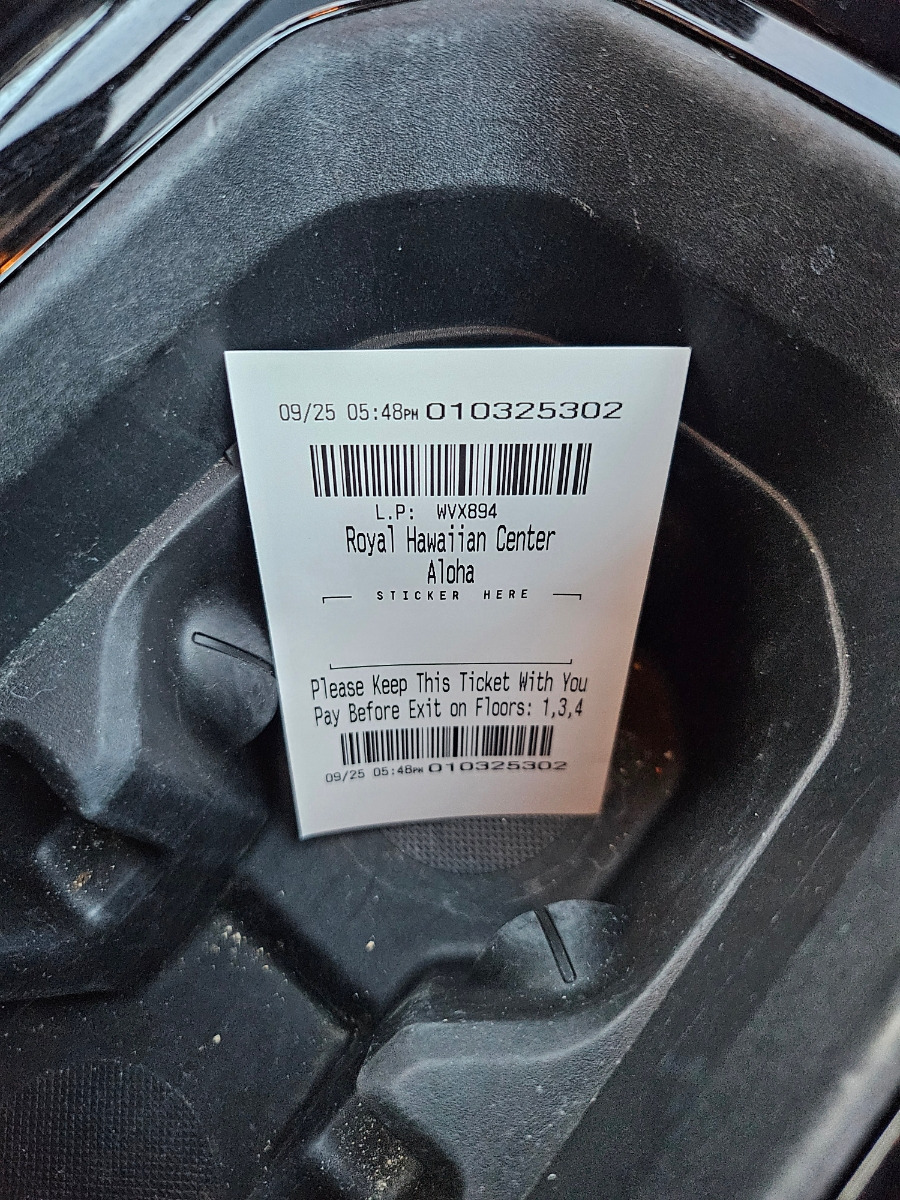 09/25 05:48PM 010325302
L.P: WVX894
Royal Hawaiian Center
Aloha
STICKER HERE
Please Keep This Ticket With You
Pay Before Exit on Floors: 1,3,4
09/25 05:48PM 010325302